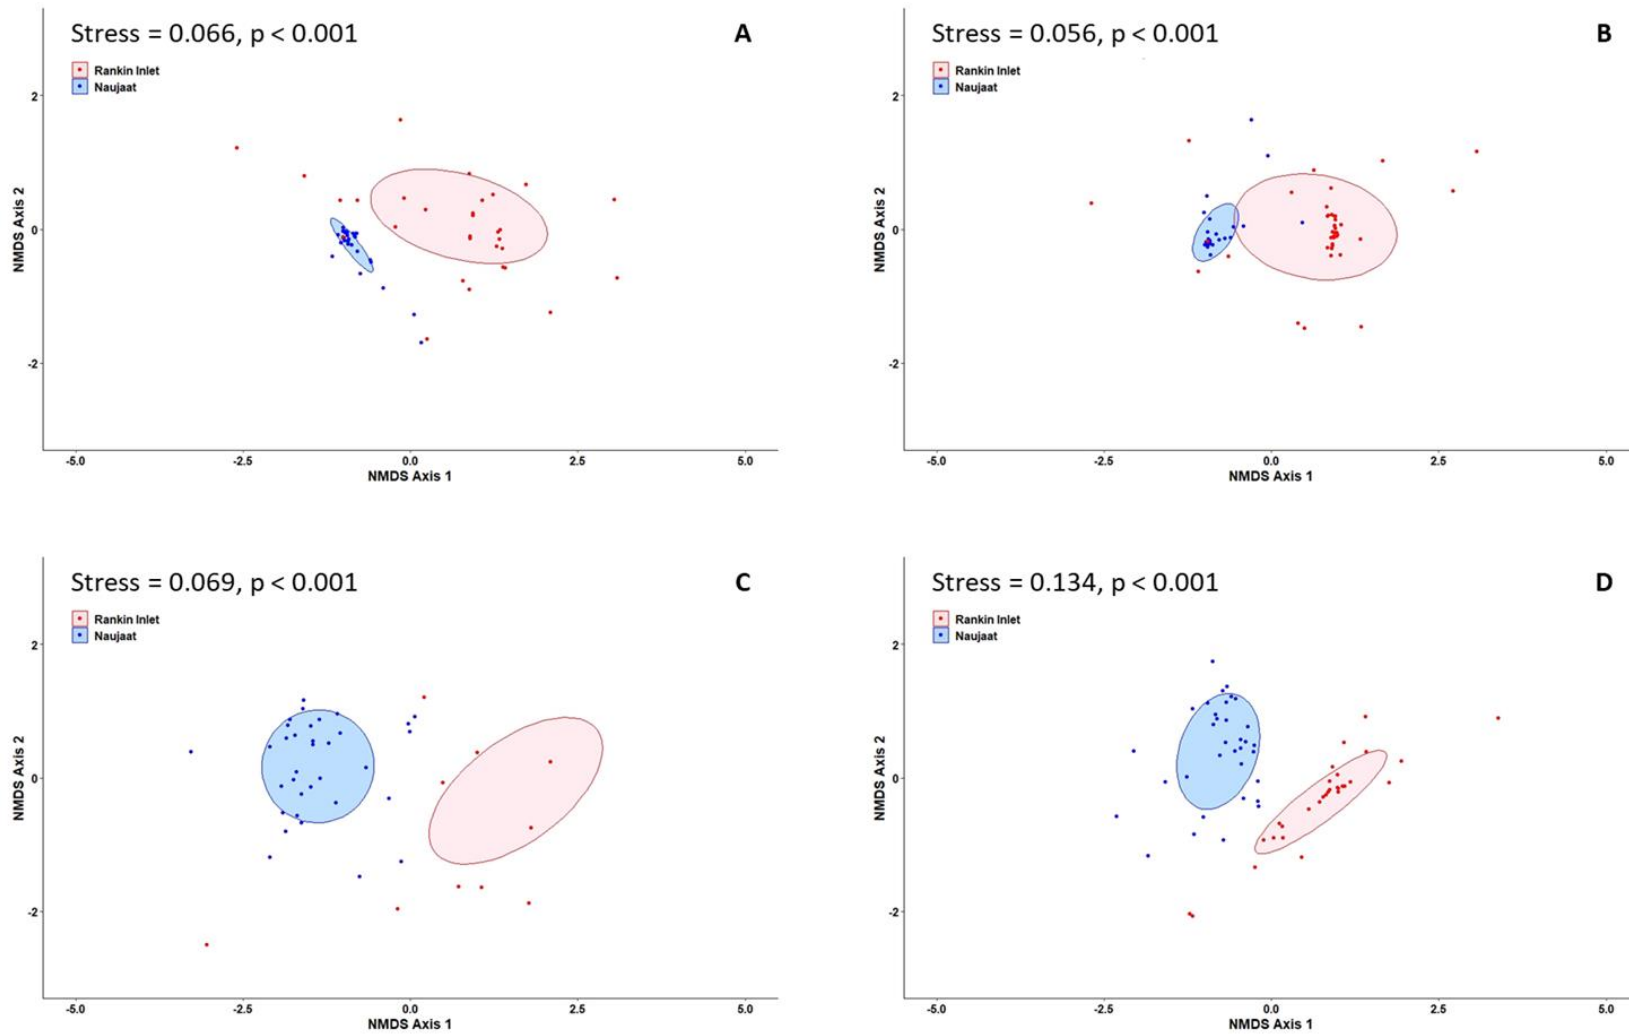 Stress = 0.066, p < 0.001
A
Rankin Inlet
Naujaat
2
0
-2
NMDS Axis 2
-5.0
-2.5
0.0
2.5
5.0
NMDS Axis 1
Stress = 0.056, p < 0.001
B
Rankin Inlet
Naujaat
2
0
-2
NMDS Axis 2
-5.0
-2.5
0.0
2.5
5.0
NMDS Axis 1
Stress = 0.069, p < 0.001
C
Rankin Inlet
Naujaat
2
0
-2
NMDS Axis 2
-5.0
-2.5
0.0
2.5
5.0
NMDS Axis 1
Stress = 0.134, p < 0.001
D
Rankin Inlet
Naujaat
2
0
-2
NMDS Axis 2
-5.0
-2.5
0.0
2.5
5.0
NMDS Axis 1